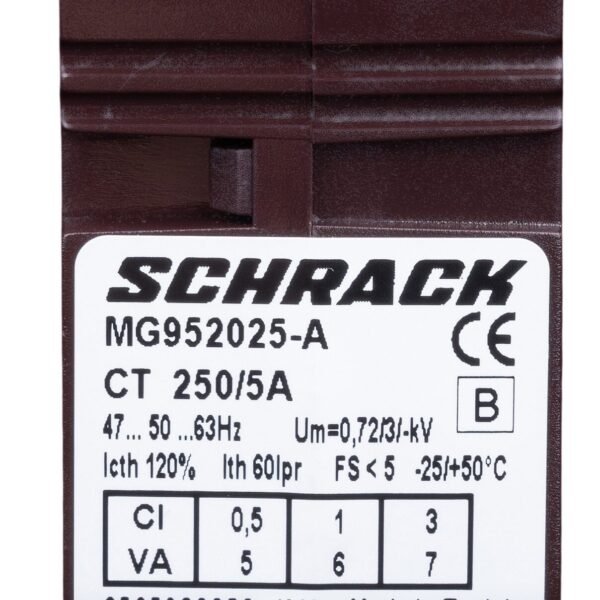 SCHRACK
MG952025-A
CE
CT 250/5A
B
47... 50 ...63Hz Um=0,72/3/-kV
Icth 120% Ith 60Ipr FS < 5 -25/+50°C
CI 0,5 1 3
VA 5 6 7